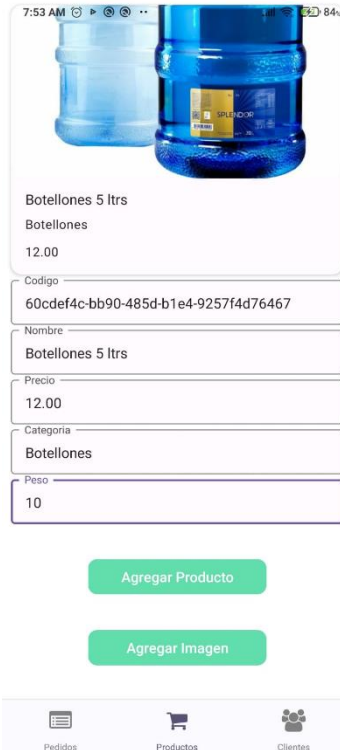 7:53 AM
84
SPLENDOR
Botellones 5 ltrs
Botellones
12.00
Codigo
60cdef4c-bb90-485d-b1e4-9257f4d76467
Nombre
Botellones 5 ltrs
Precio
12.00
Categoria
Botellones
Peso
10
Agregar Producto
Agregar Imagen
Pedidos
Productos
Clientes